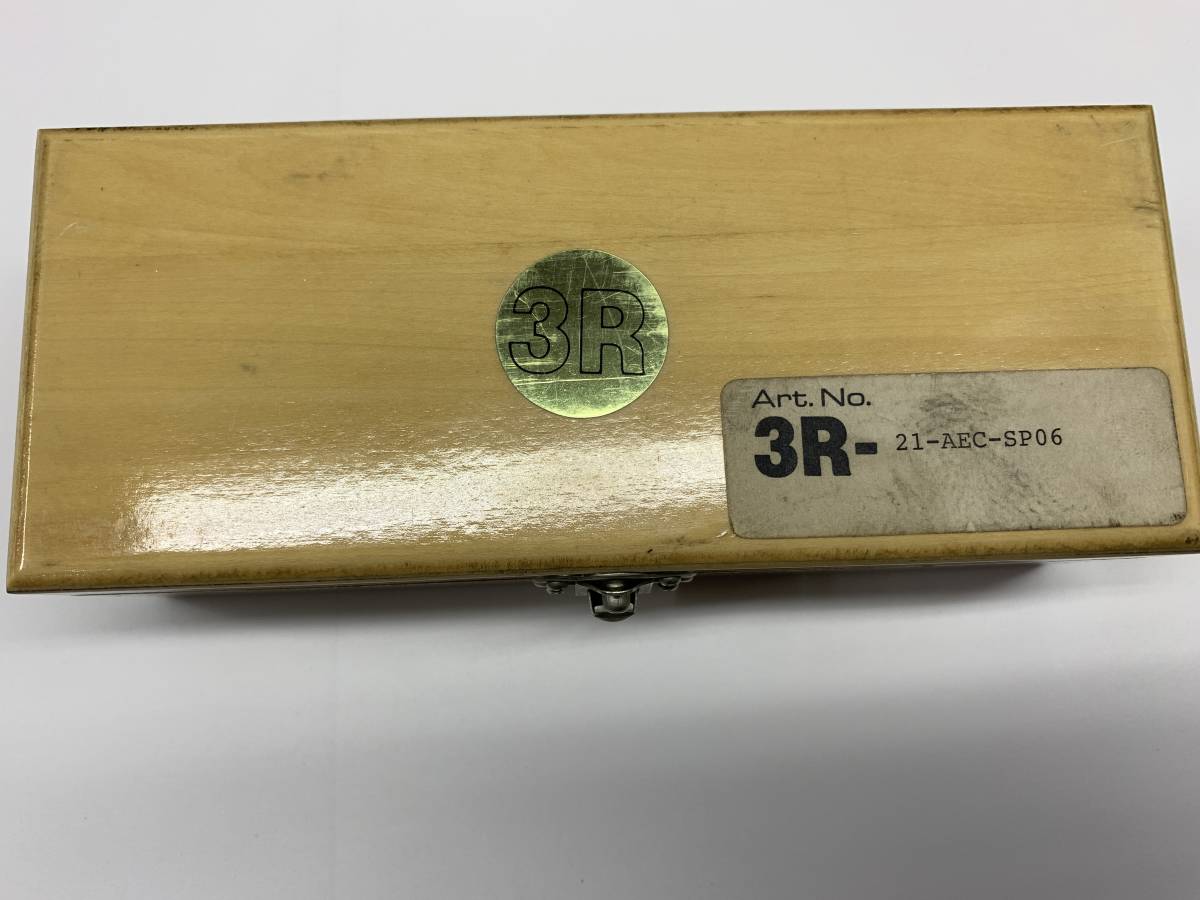 3R
Art. No.
3R- 21-AEC-SP06